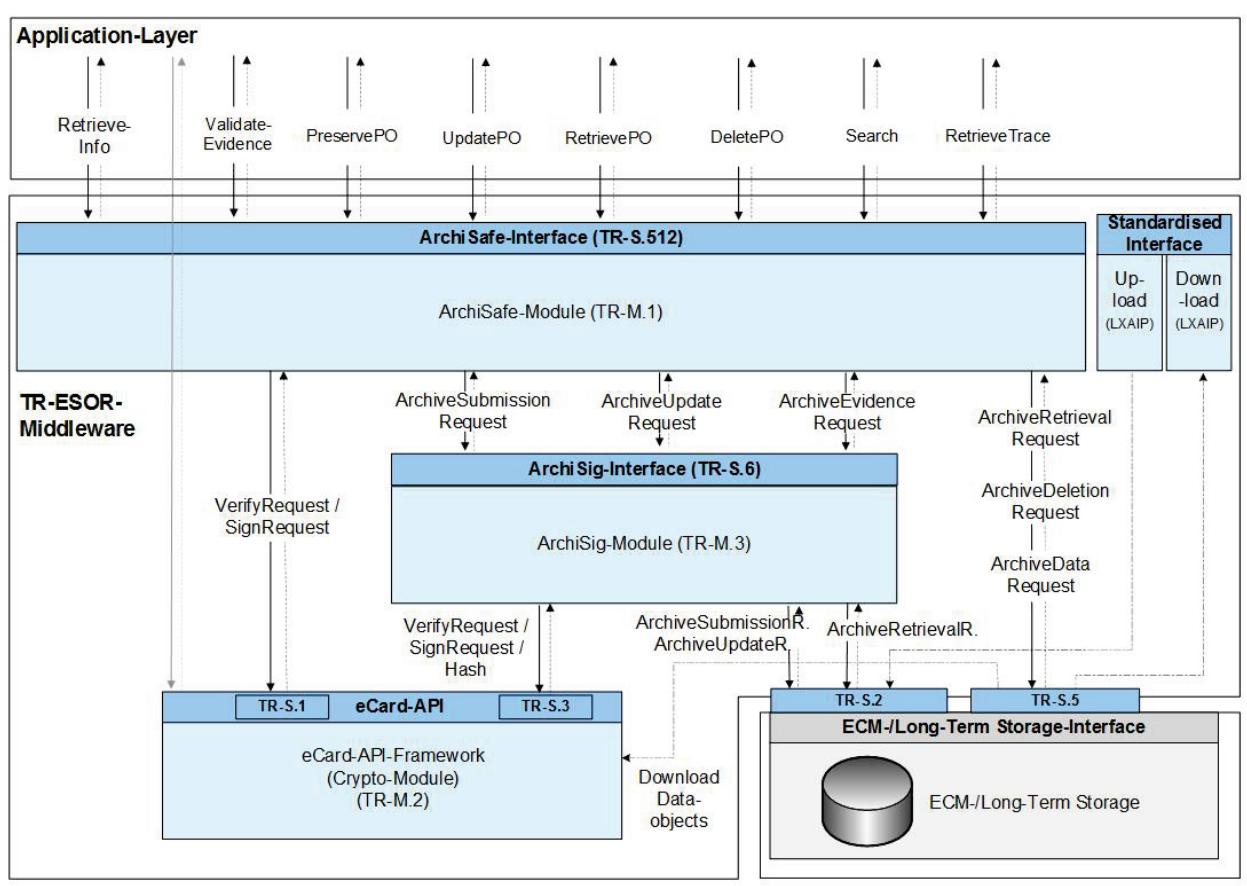 Application-Layer
Retrieve-
Info
Validate-
Evidence
PreservePO
UpdatePO
RetrievePO
DeletePO
Search
RetrieveTrace
ArchiSafe-Interface (TR-S.512)
ArchiSafe-Module (TR-M.1)
Standardised
Interface
Up-
load
(LXAIP)
Down
-load
(LXAIP)
TR-ESOR-
Middleware
ArchiveSubmission
Request
ArchiveUpdate
Request
ArchiveEvidence
Request
ArchiveRetrieval
Request
ArchiveDeletion
Request
ArchiveData
Request
VerifyRequest /
SignRequest
ArchiSig-Interface (TR-S.6)
ArchiSig-Module (TR-M.3)
VerifyRequest /
SignRequest /
Hash
ArchiveSubmissionR.
ArchiveUpdateR.
ArchiveRetrievalR.
TR-S.1
eCard-API
TR-S.3
eCard-API-Framework
(Crypto-Module)
(TR-M.2)
Download
Data-
objects
TR-S.2
TR-S.5
ECM-/Long-Term Storage-Interface
ECM-/Long-Term Storage